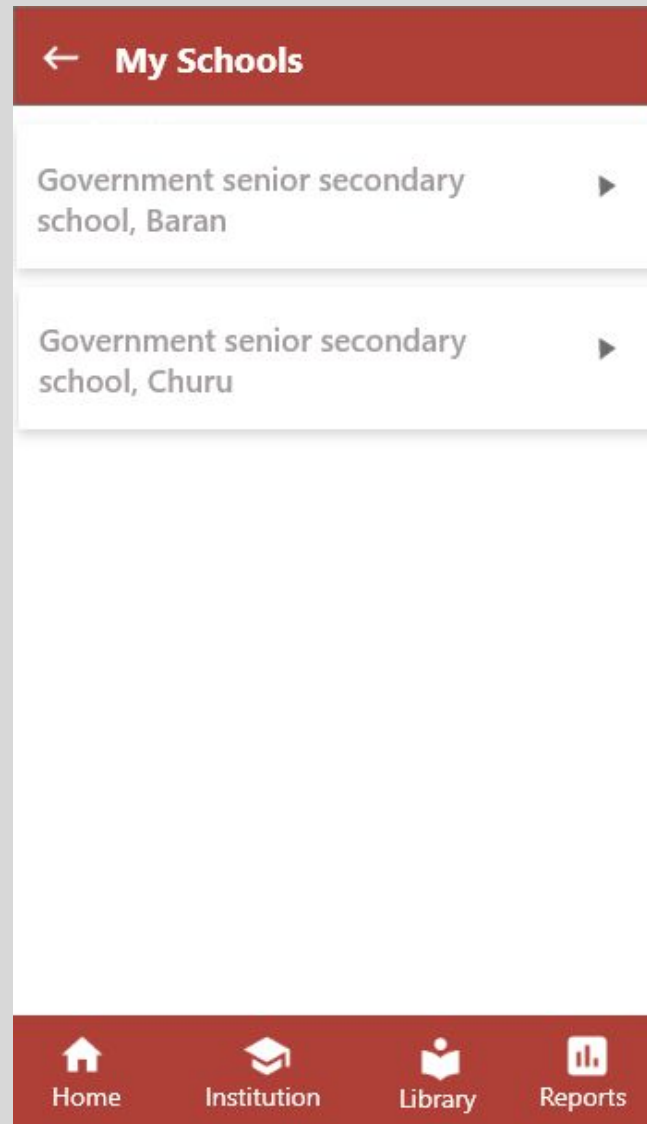 My Schools
Government senior secondary
school, Baran
Government senior secondary
school, Churu
Home
Institution
Library
Reports